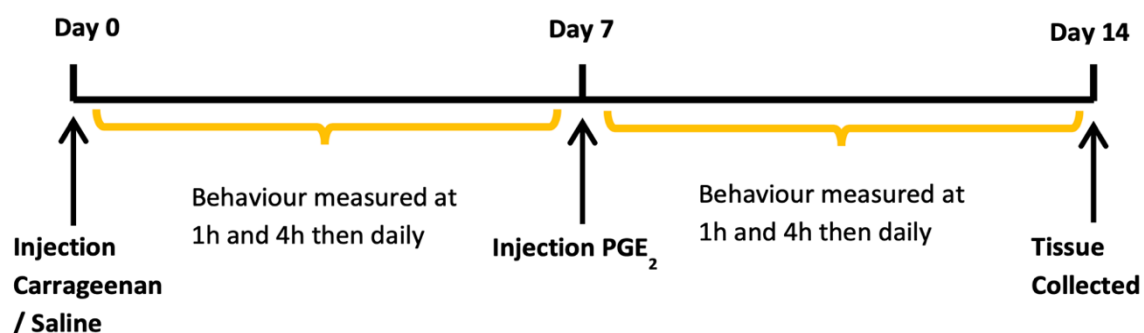 Day 0
Day 7
Day 14
Behaviour measured at
1h and 4h then daily
Behaviour measured at
1h and 4h then daily
Injection
Carrageenan
/ Saline
Injection PGE₂
Tissue
Collected